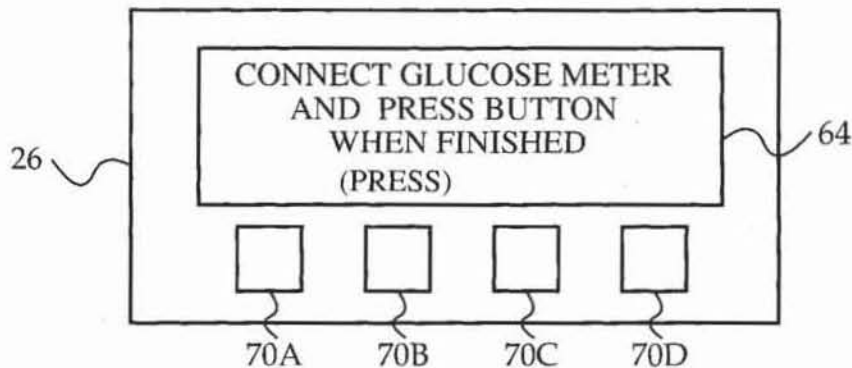 CONNECT GLUCOSE METER
AND PRESS BUTTON
WHEN FINISHED
(PRESS)
26
64
70A 70B 70C 70D